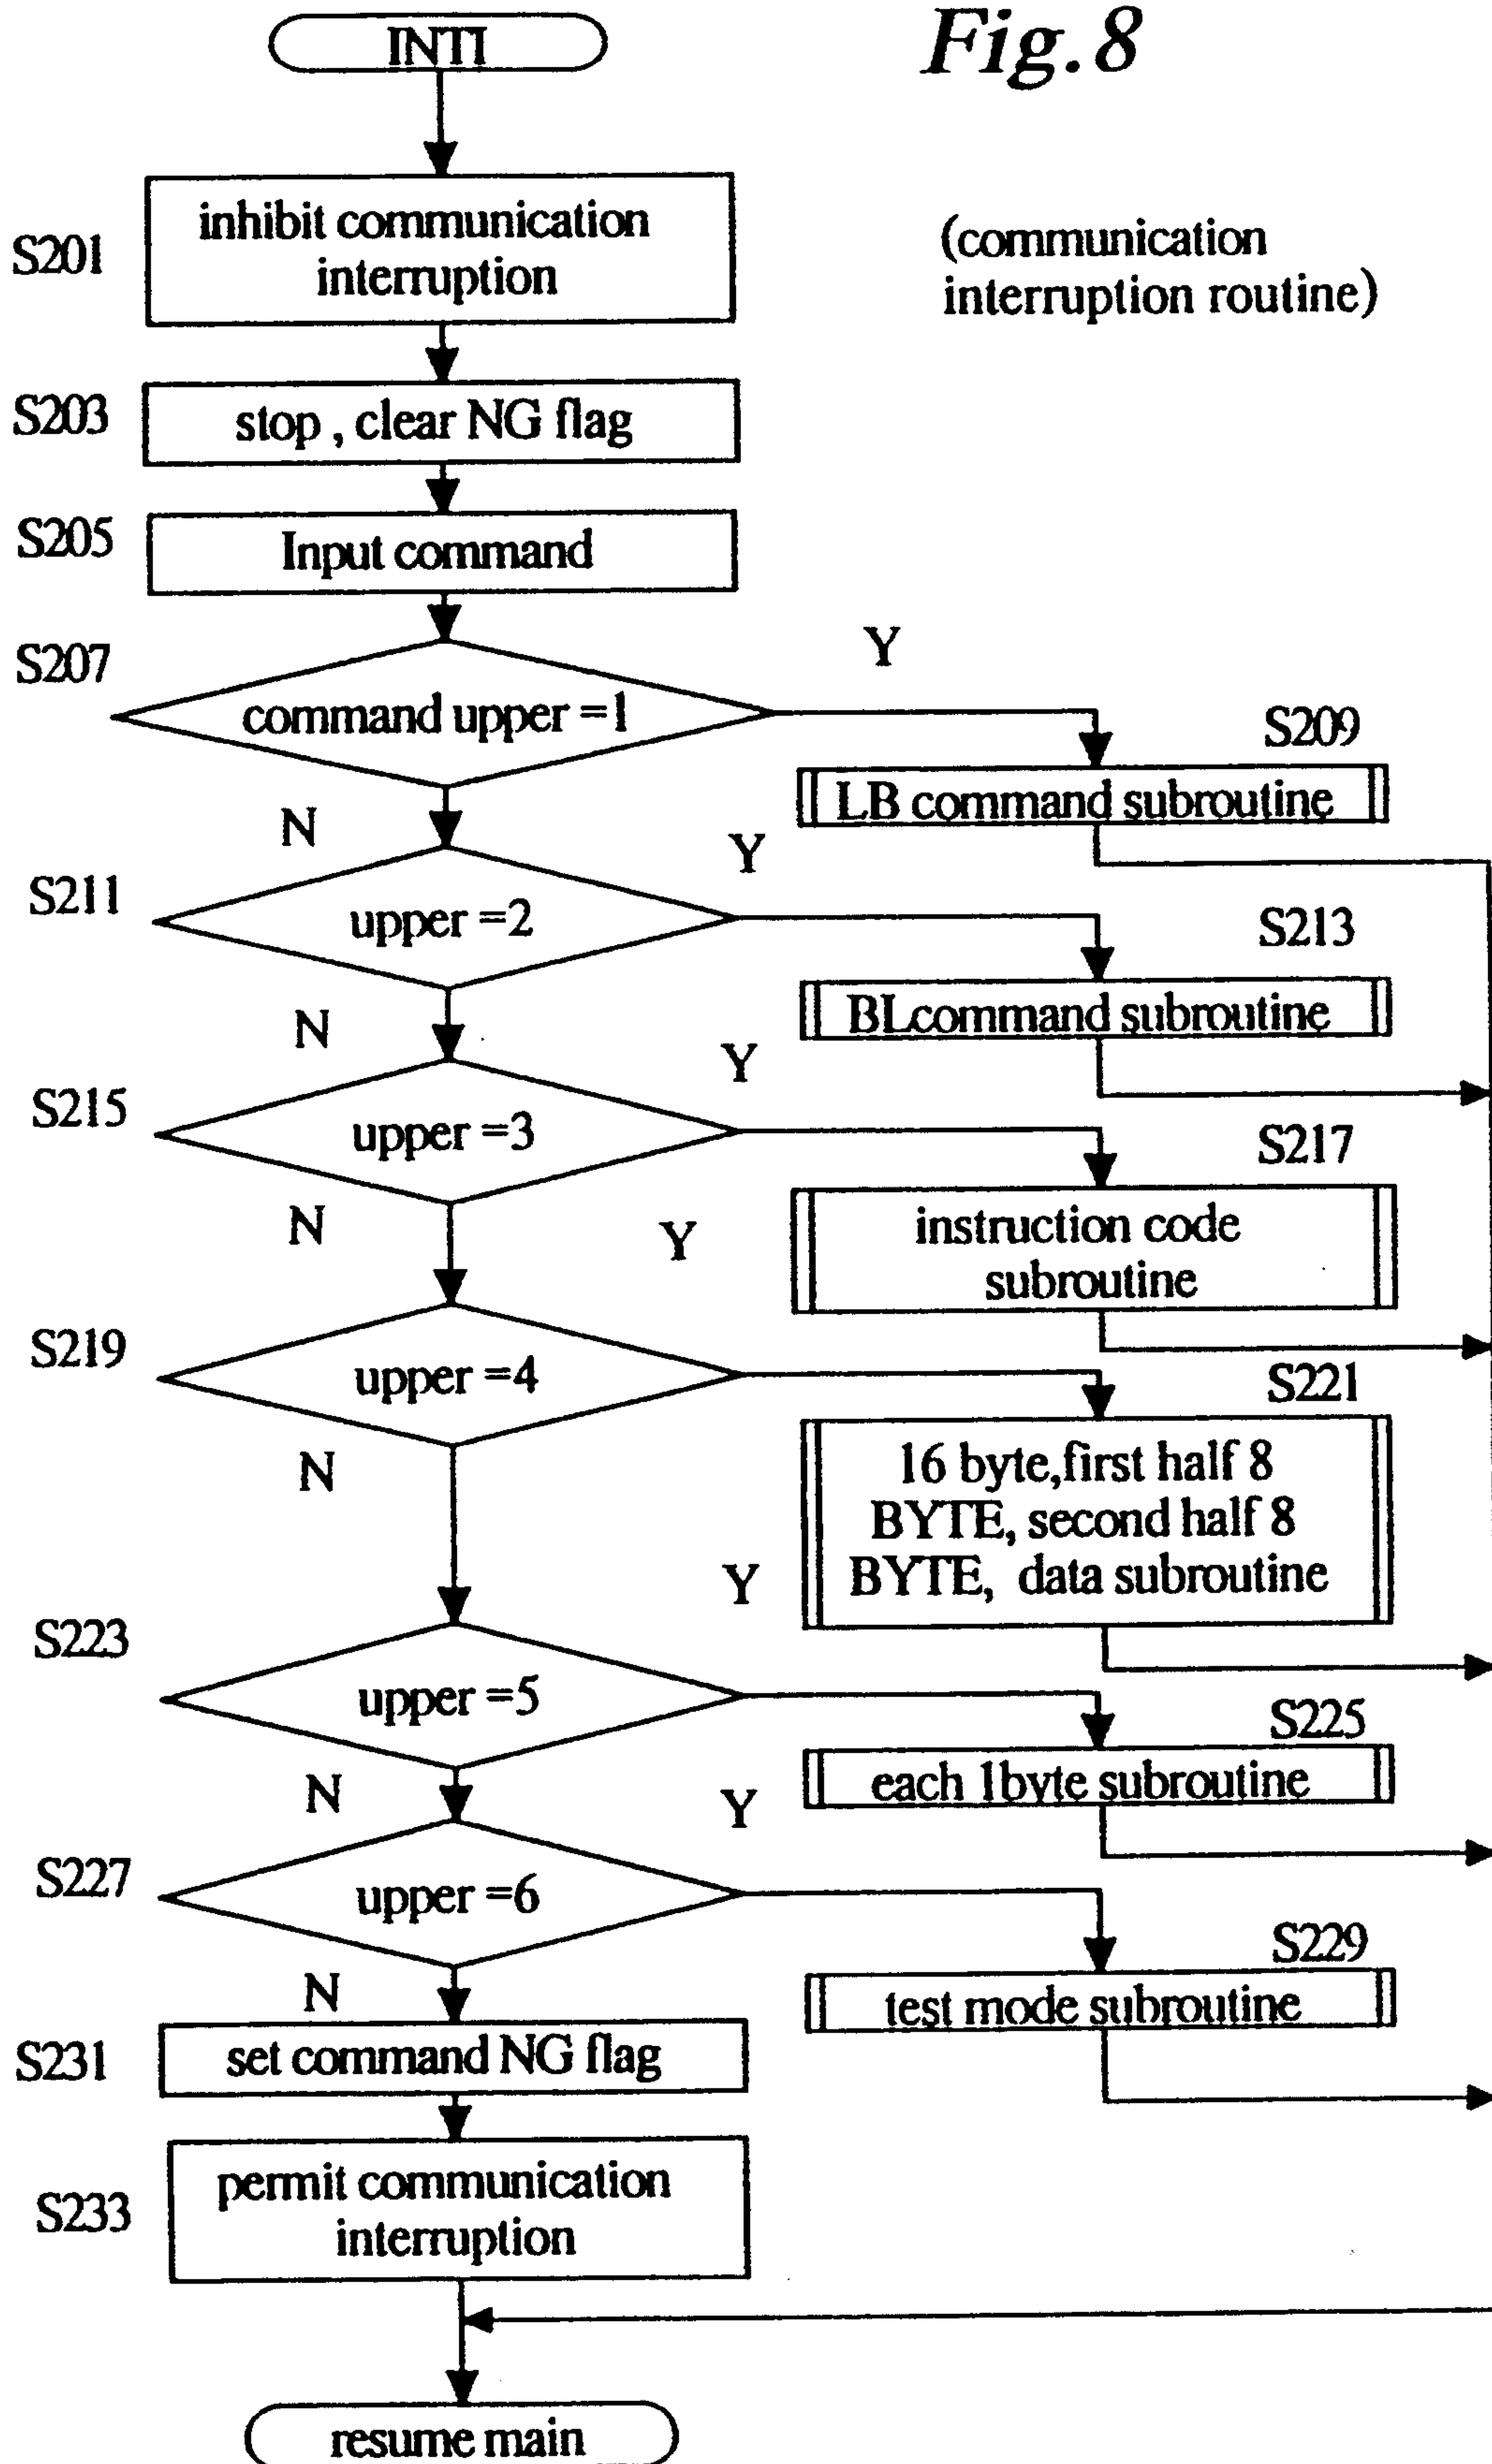 Fig. 8
INTI
S201
inhibit communication
interruption
(communication
interruption routine)
S203
stop , clear NG flag
S205
Input command
S207
command upper =1
Y
S209
LB command subroutine
N
S211
upper =2
Y
S213
BLcommand subroutine
N
S215
upper =3
Y
S217
instruction code
subroutine
N
S219
upper =4
Y
S221
16 byte,first half 8
BYTE, second half 8
BYTE, data subroutine
N
S223
upper =5
Y
S225
each 1byte subroutine
N
S227
upper =6
Y
S229
test mode subroutine
N
S231
set command NG flag
S233
permit communication
interruption
resume main